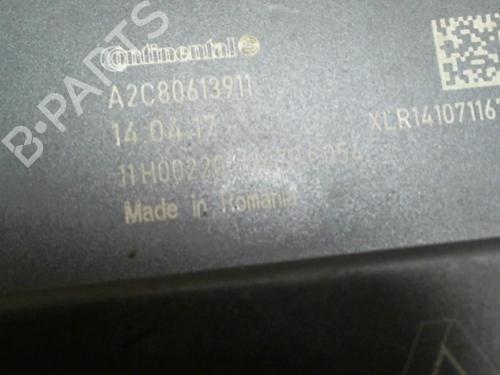 Continental
A2C80613911
14.04.17
XLR14107116
Made in Romania
B-PARTS